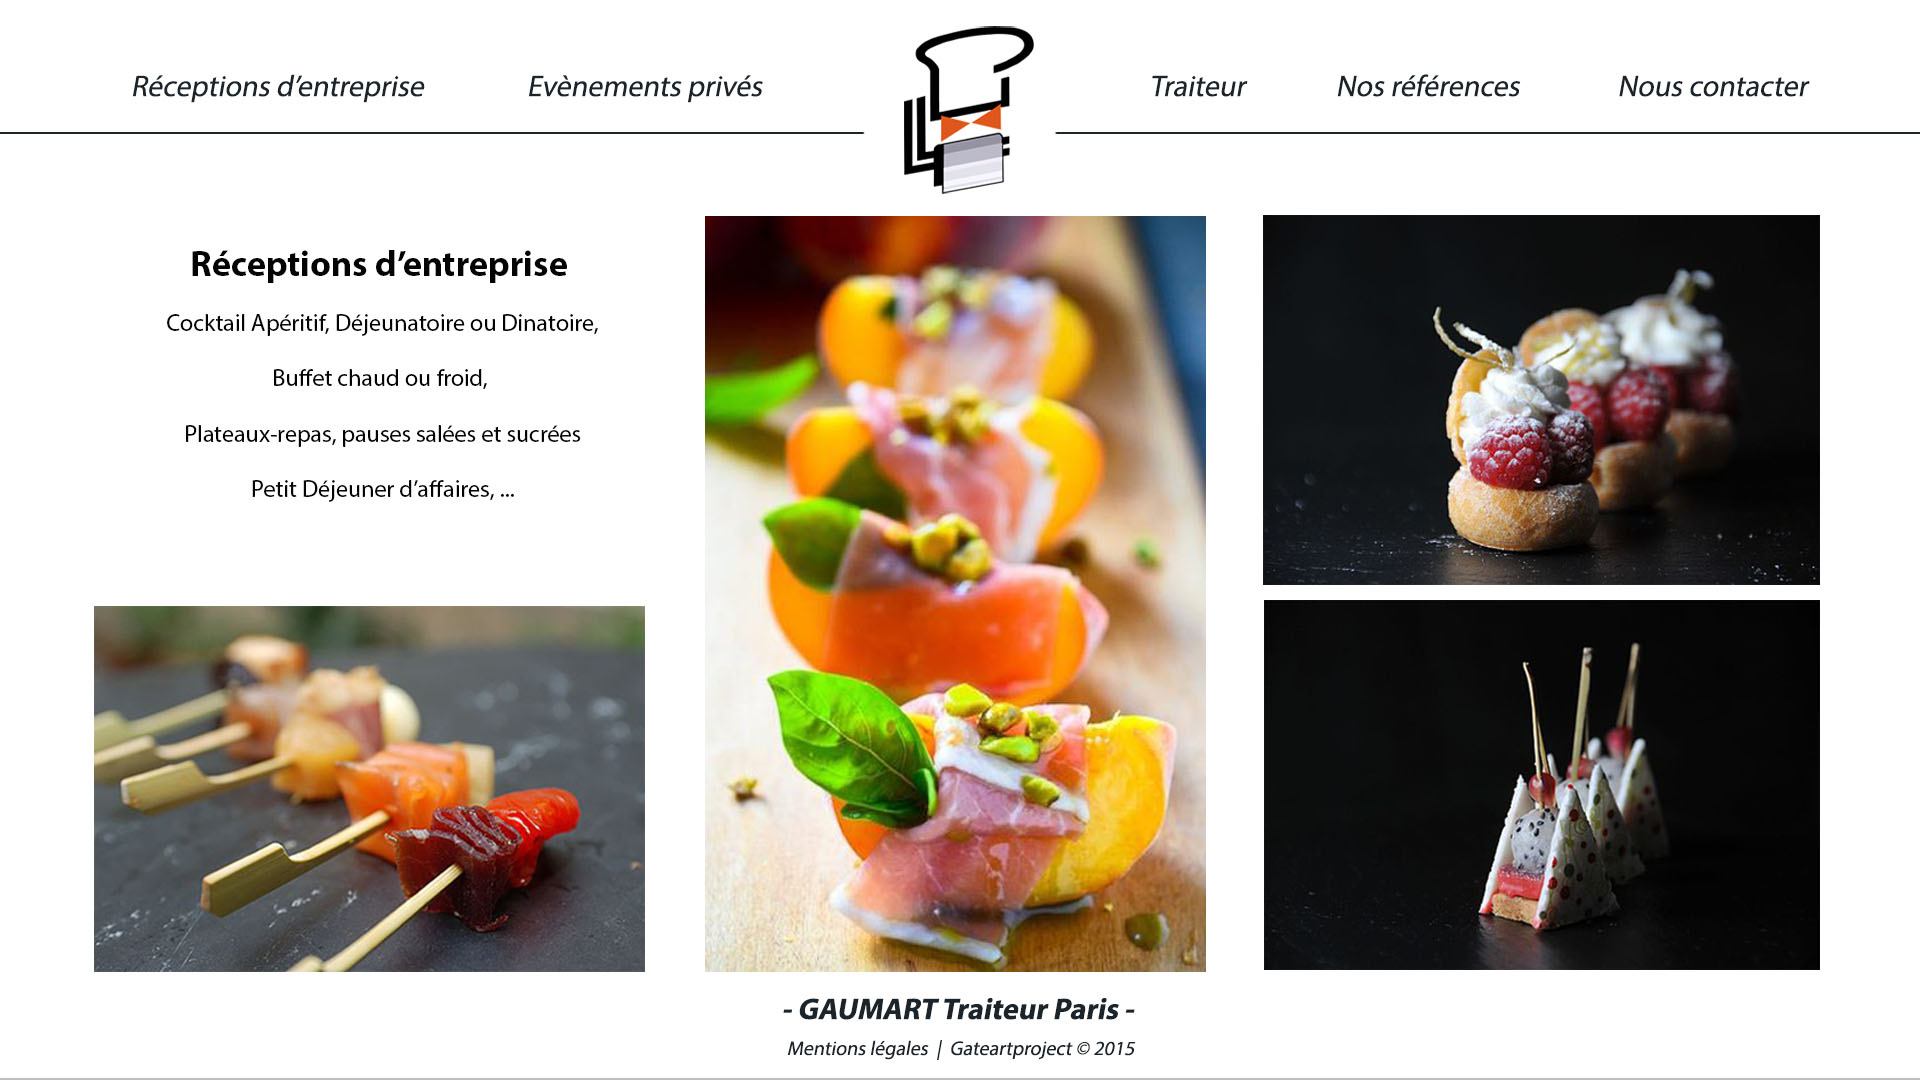 Réceptions d’entreprise
Evènements privés
Traiteur
Nos références
Nous contacter
Réceptions d’entreprise
Cocktail Apéritif, Déjeunatoire ou Dinatoire,
Buffet chaud ou froid,
Plateaux-repas, pauses salées et sucrées
Petit Déjeuner d’affaires, ...
- GAUMART Traiteur Paris -
Mentions légales | Gateartproject © 2015